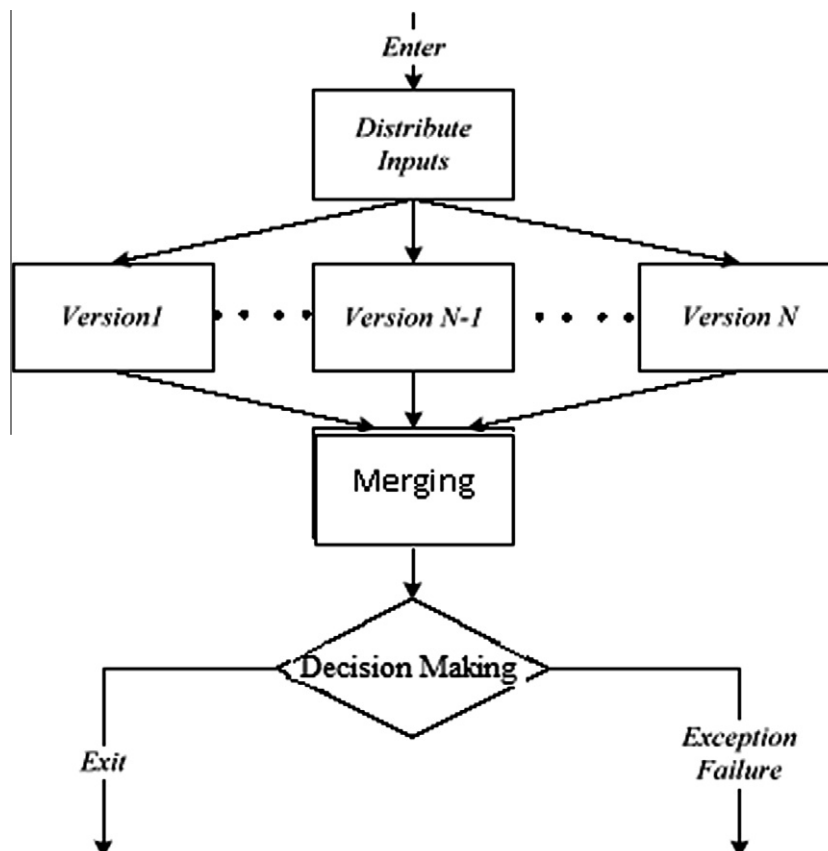 Enter
Distribute
Inputs
Version1
Version N-1
Version N
Merging
Decision Making
Exit
Exception
Failure